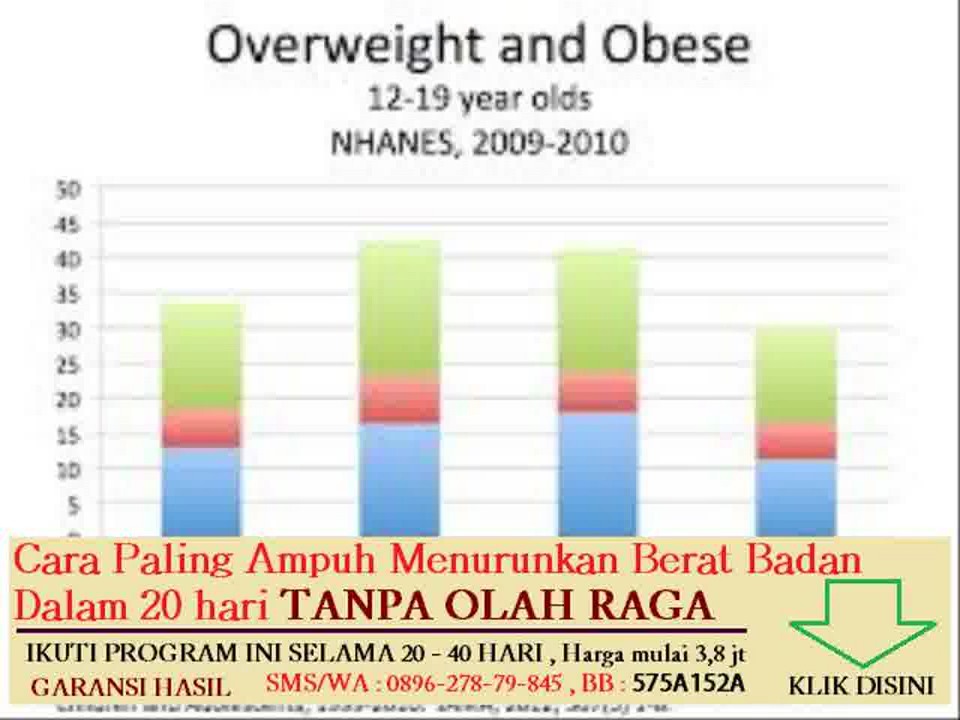 Overweight and Obese
12-19 year olds
NHANES, 2009-2010
50
45
40
35
30
25
20
15
10
5
Cara Paling Ampuh Menurunkan Berat Badan
Dalam 20 hari TANPA OLAH RAGA
IKUTI PROGRAM INI SELAMA 20 - 40 HARI , Harga mulai 3,8 jt
GARANSI HASIL SMS/WA : 0896-278-79-845 , BB : 575A152A
KLIK DISINI